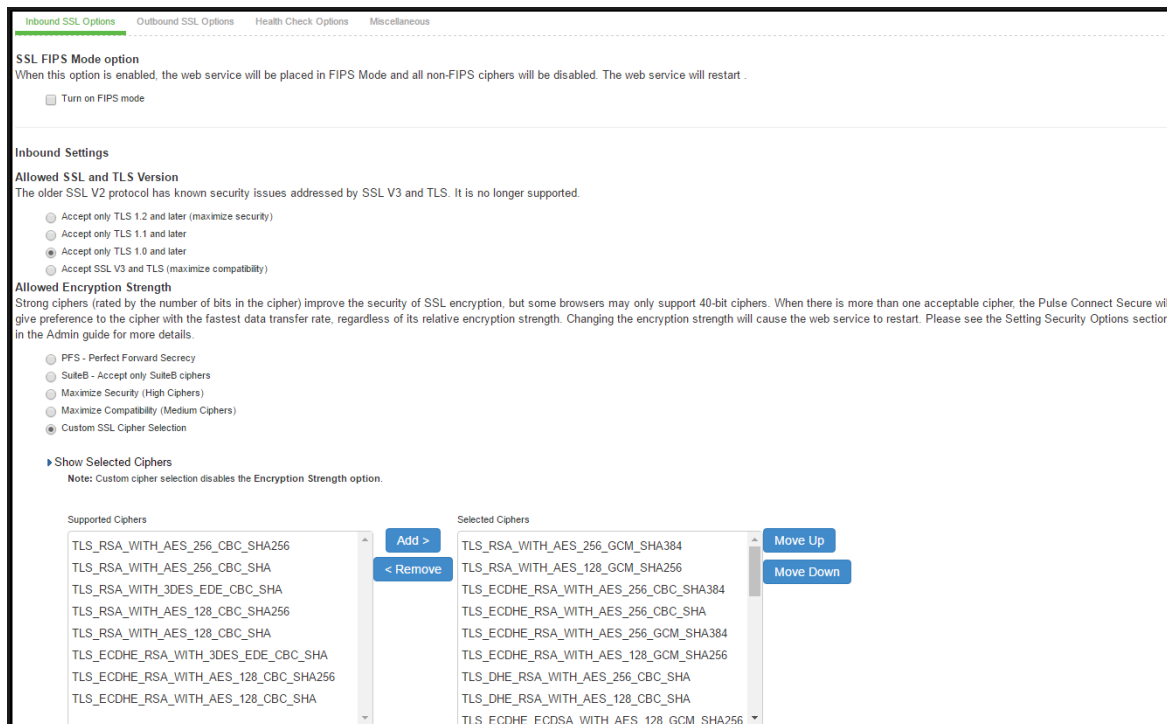 Inbound SSL Options Outbound SSL Options Health Check Options Miscellaneous
SSL FIPS Mode option
When this option is enabled, the web service will be placed in FIPS Mode and all non-FIPS ciphers will be disabled. The web service will restart .
Turn on FIPS mode
Inbound Settings
Allowed SSL and TLS Version
The older SSL V2 protocol has known security issues addressed by SSL V3 and TLS. It is no longer supported.
Accept only TLS 1.2 and later (maximize security)
Accept only TLS 1.1 and later
Accept only TLS 1.0 and later
Accept SSL V3 and TLS (maximize compatibility)
Allowed Encryption Strength
Strong ciphers (rated by the number of bits in the cipher) improve the security of SSL encryption, but some browsers may only support 40-bit ciphers. When there is more than one acceptable cipher, the Pulse Connect Secure wil
give preference to the cipher with the fastest data transfer rate, regardless of its relative encryption strength. Changing the encryption strength will cause the web service to restart. Please see the Setting Security Options section
in the Admin guide for more details.
PFS - Perfect Forward Secrecy
SuiteB - Accept only SuiteB ciphers
Maximize Security (High Ciphers)
Maximize Compatibility (Medium Ciphers)
Custom SSL Cipher Selection
Show Selected Ciphers
Note: Custom cipher selection disables the Encryption Strength option.
Supported Ciphers
TLS_RSA_WITH_AES_256_CBC_SHA256
TLS_RSA_WITH_AES_256_CBC_SHA
TLS_RSA_WITH_3DES_EDE_CBC_SHA
TLS_RSA_WITH_AES_128_CBC_SHA256
TLS_RSA_WITH_AES_128_CBC_SHA
TLS_ECDHE_RSA_WITH_3DES_EDE_CBC_SHA
TLS_ECDHE_RSA_WITH_AES_128_CBC_SHA256
TLS_ECDHE_RSA_WITH_AES_128_CBC_SHA
Add >
< Remove
Selected Ciphers
TLS_RSA_WITH_AES_256_GCM_SHA384
TLS_RSA_WITH_AES_128_GCM_SHA256
TLS_ECDHE_RSA_WITH_AES_256_CBC_SHA384
TLS_ECDHE_RSA_WITH_AES_256_CBC_SHA
TLS_ECDHE_RSA_WITH_AES_256_GCM_SHA384
TLS_ECDHE_RSA_WITH_AES_128_GCM_SHA256
TLS_DHE_RSA_WITH_AES_256_CBC_SHA
TLS_DHE_RSA_WITH_AES_128_CBC_SHA
TLS_ECDHE_ECDSA_WITH_AES_128_GCM_SHA256
Move Up
Move Down